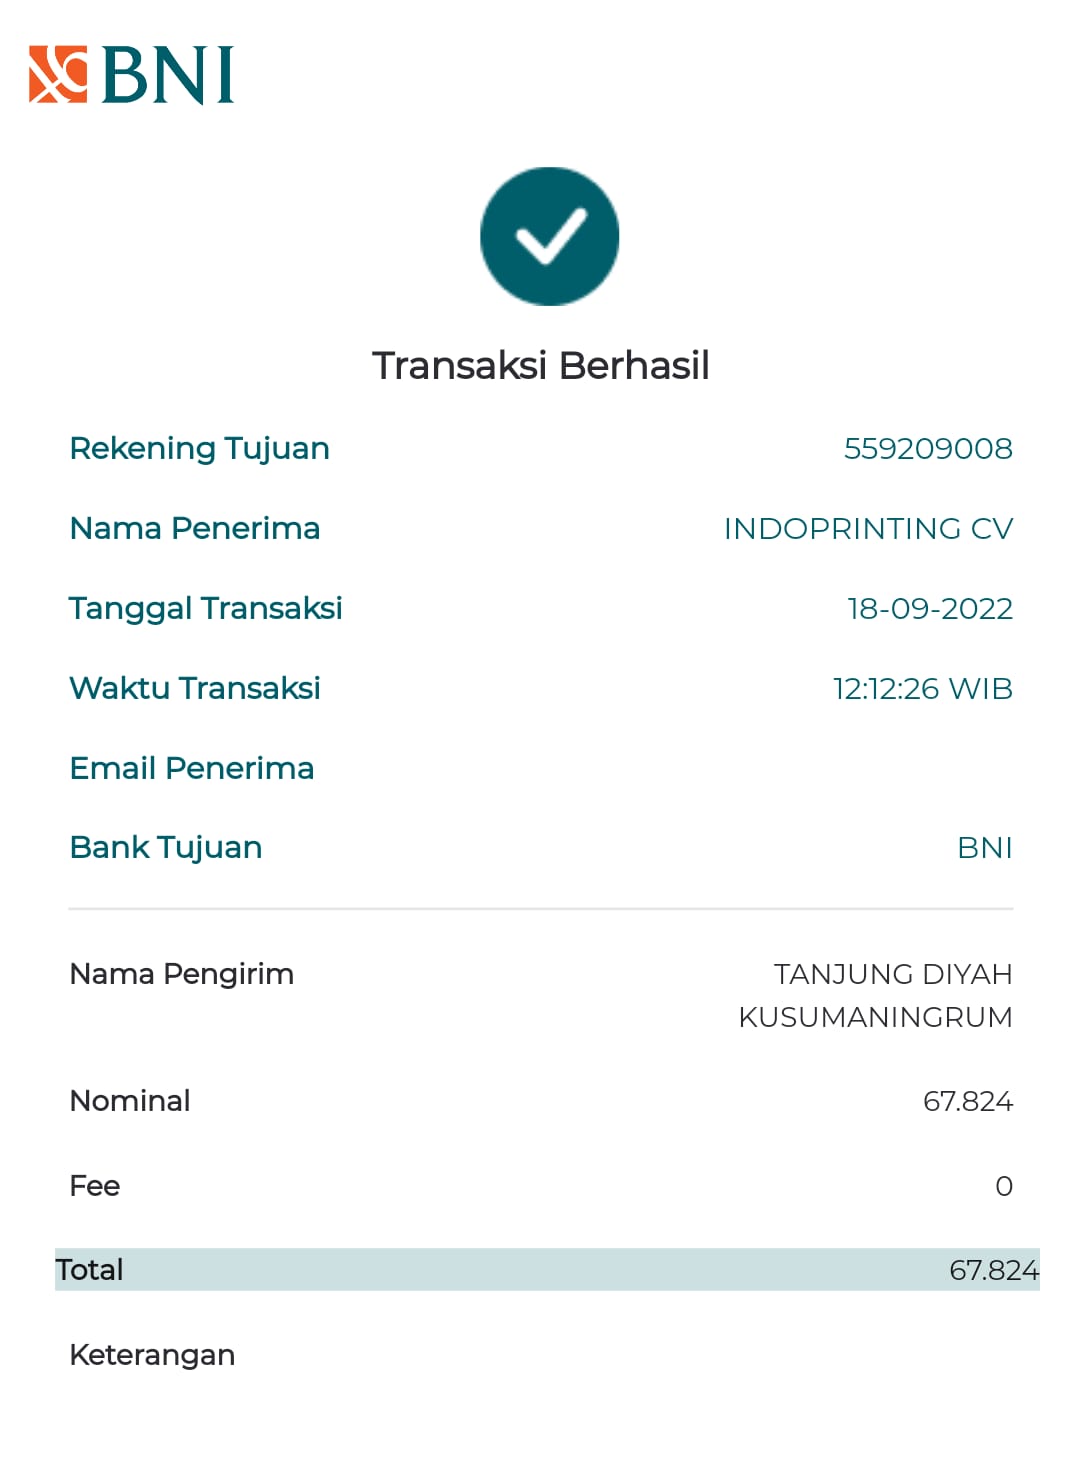 BNI
Transaksi Berhasil
Rekening Tujuan 559209008
Nama Penerima INDOPRINTING CV
Tanggal Transaksi 18-09-2022
Waktu Transaksi 12:12:26 WIB
Email Penerima
Bank Tujuan BNI
Nama Pengirim TANJUNG DIYAH
KUSUMANINGRUM
Nominal 67.824
Fee 0
Total 67.824
Keterangan